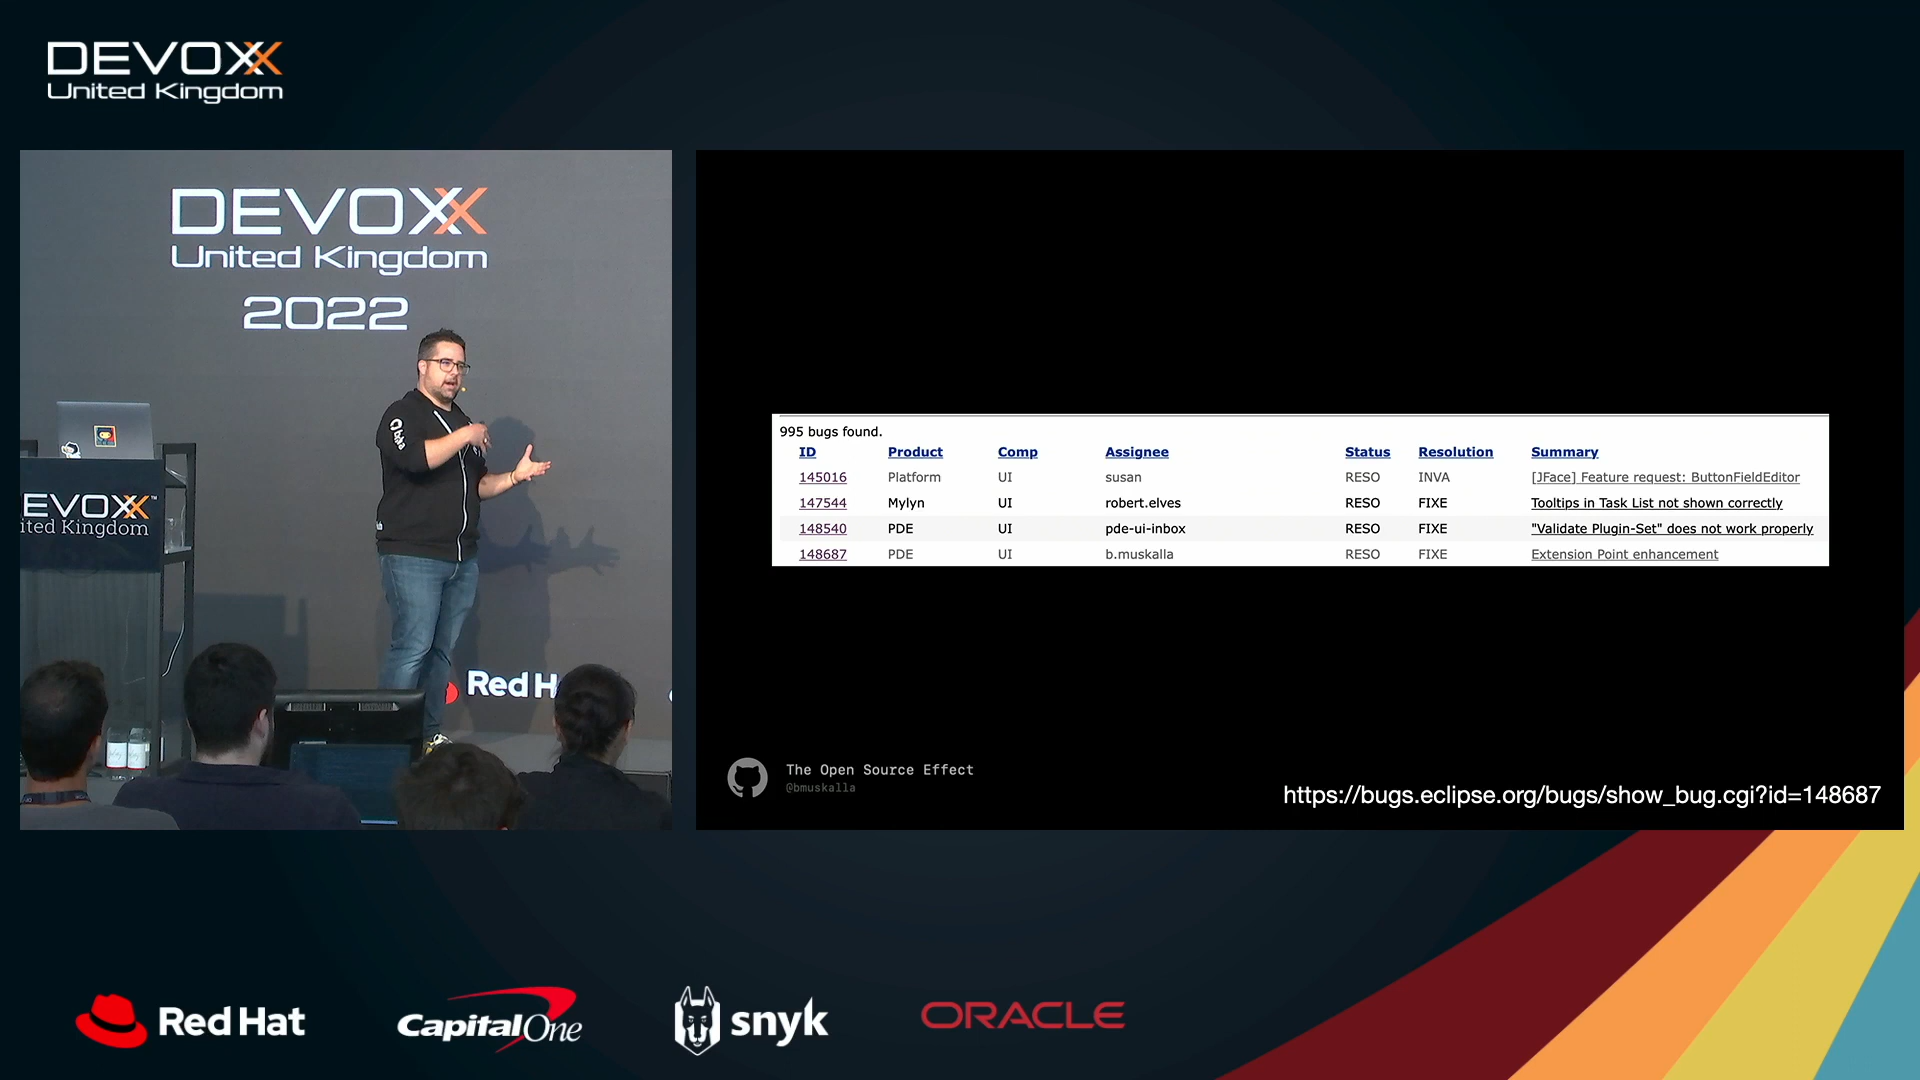 DEVOXX
United Kingdom
DEVOXX
United Kingdom
2022
EVOXX™
ited Kingdom
Red H
995 bugs found.
ID Product Comp Assignee Status Resolution Summary
145016 Platform UI susan RESO INVA [JFace] Feature request: ButtonFieldEditor
147544 Mylyn UI robert.elves RESO FIXE Tooltips in Task List not shown correctly
148540 PDE UI pde-ui-inbox RESO FIXE "Validate Plugin-Set" does not work properly
148687 PDE UI b.muskalla RESO FIXE Extension Point enhancement
The Open Source Effect
@bmuskalla
https://bugs.eclipse.org/bugs/show_bug.cgi?id=148687
Red Hat
CapitalOne
snyk
ORACLE